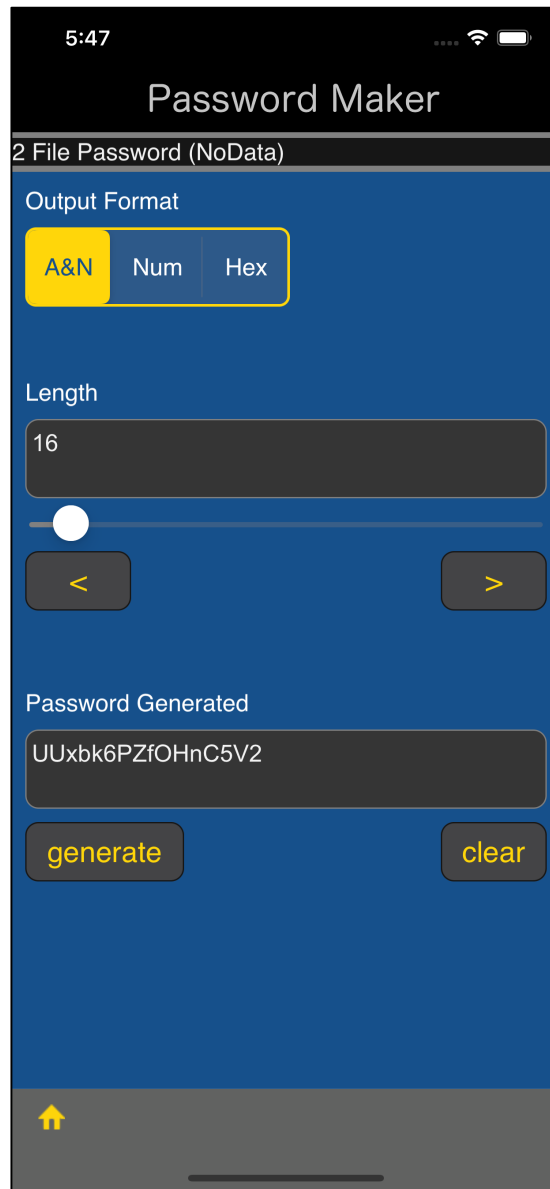 5:47
Password Maker
2 File Password (NoData)
Output Format
A&N Num Hex
Length
16
< >
Password Generated
UUxbk6PZfOHnC5V2
generate clear